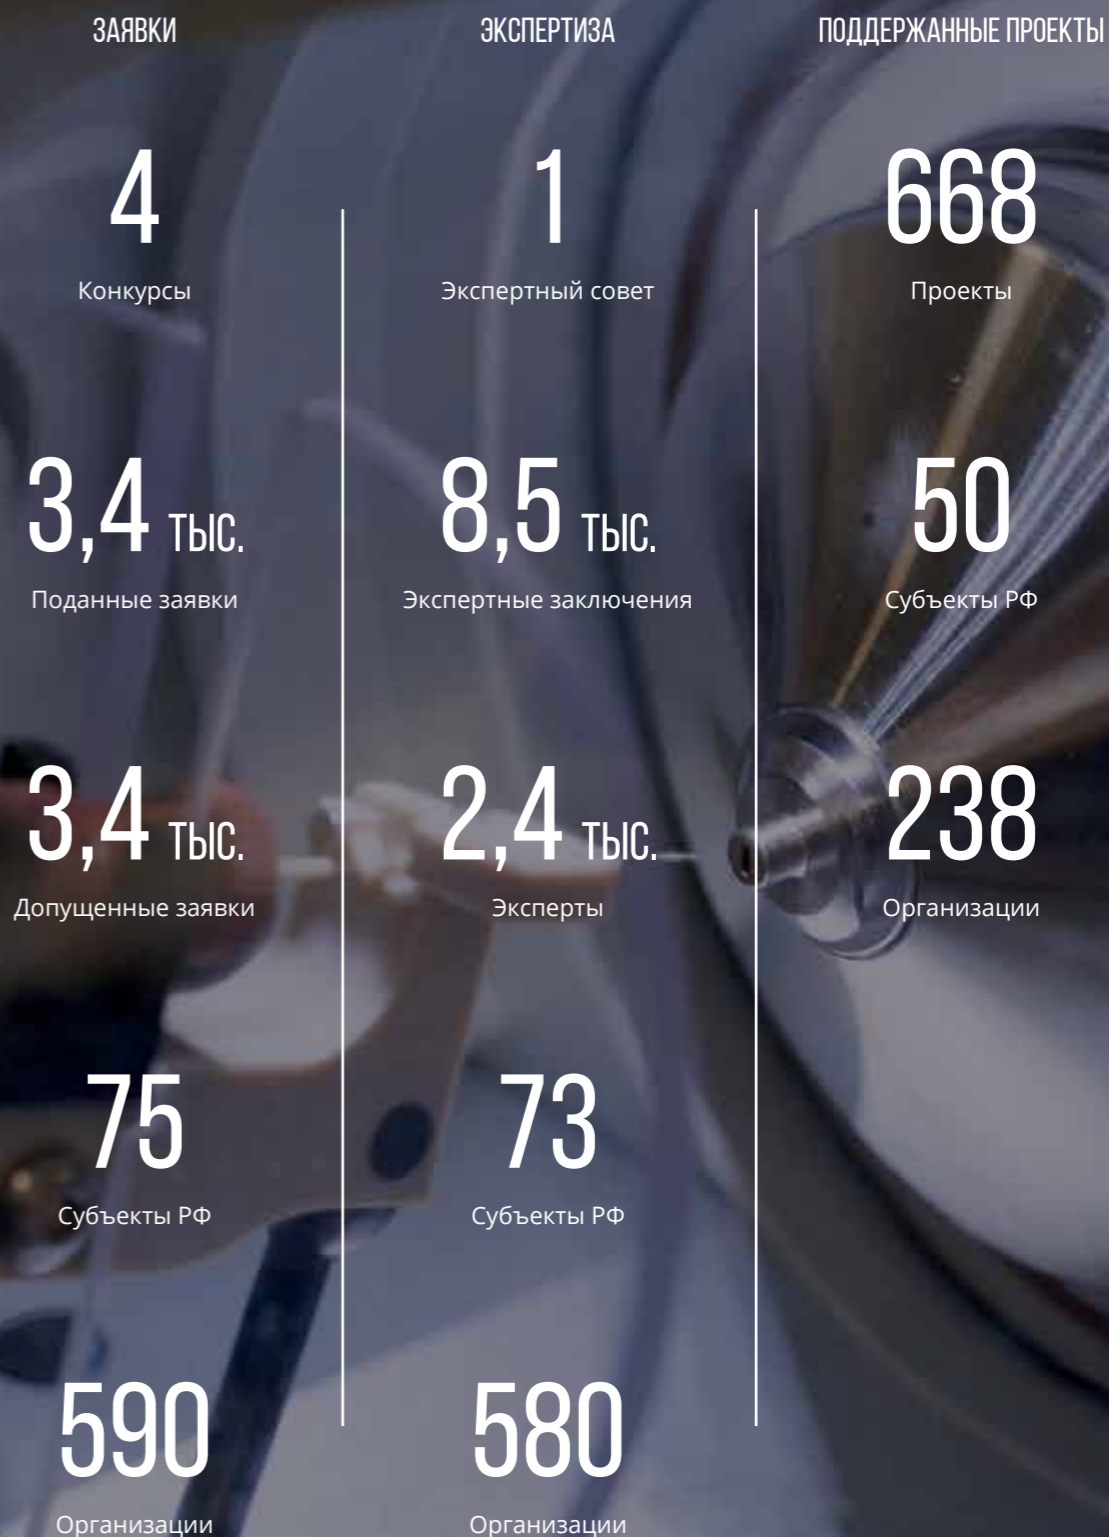 ЗАЯВКИ
4
Конкурсы
3,4 ТЫС.
Поданные заявки
3,4 ТЫС.
Допущенные заявки
75
Субъекты РФ
590
Организации
ЭКСПЕРТИЗА
1
Экспертный совет
8,5 ТЫС.
Экспертные заключения
2,4 ТЫС.
Эксперты
73
Субъекты РФ
580
Организации
ПОДДЕРЖАННЫЕ ПРОЕКТЫ
668
Проекты
50
Субъекты РФ
238
Организации